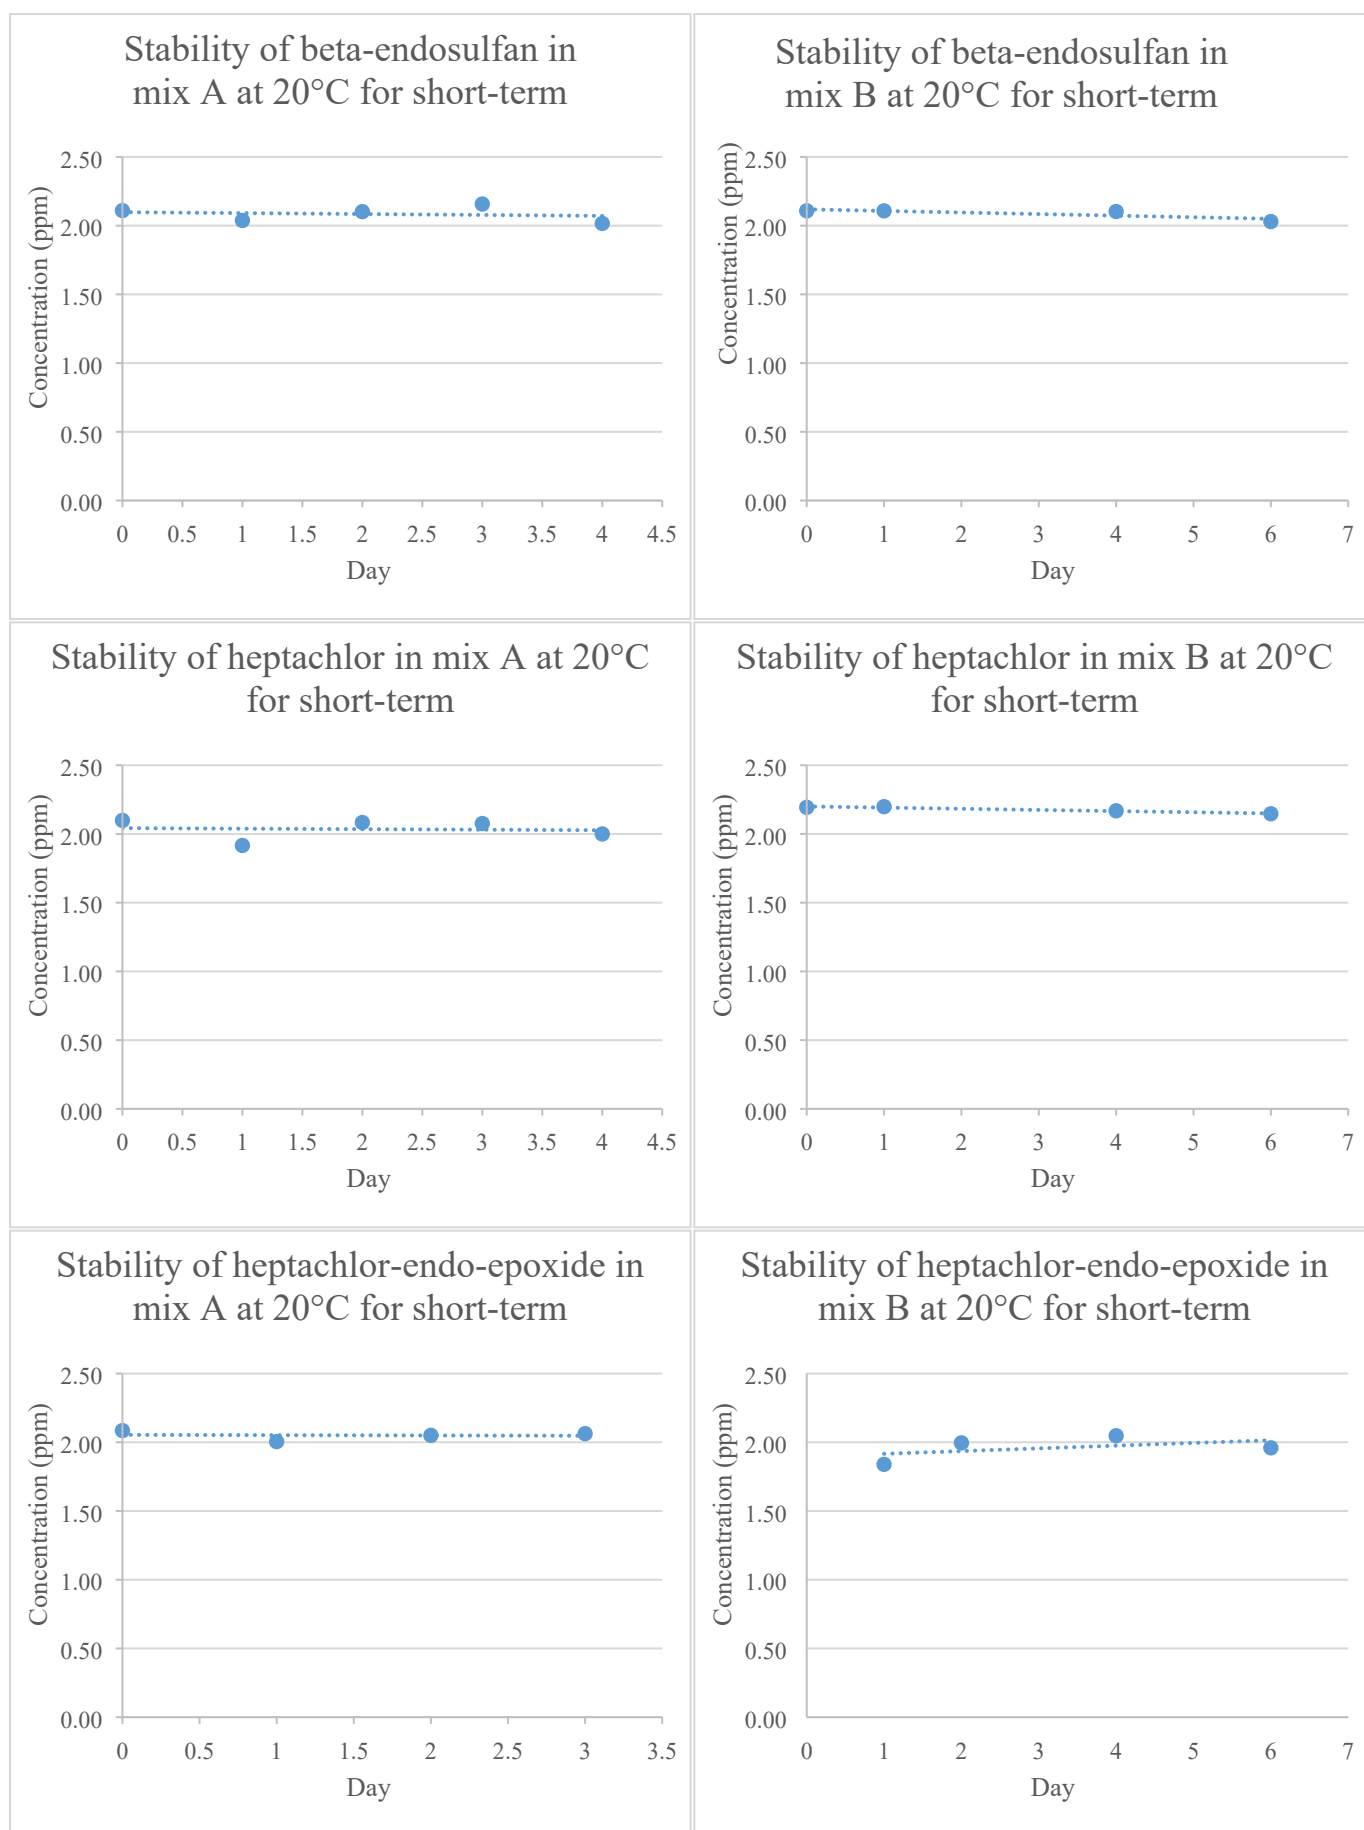 Stability of beta-endosulfan in
mix A at 20°C for short-term
Concentration (ppm)
2.50
2.00
1.50
1.00
0.50
0.00
0 0.5 1 1.5 2 2.5 3 3.5 4 4.5
Day
Stability of beta-endosulfan in
mix B at 20°C for short-term
Concentration (ppm)
2.50
2.00
1.50
1.00
0.50
0.00
0 1 2 3 4 5 6 7
Day
Stability of heptachlor in mix A at 20°C
for short-term
Concentration (ppm)
2.50
2.00
1.50
1.00
0.50
0.00
0 0.5 1 1.5 2 2.5 3 3.5 4 4.5
Day
Stability of heptachlor in mix B at 20°C
for short-term
Concentration (ppm)
2.50
2.00
1.50
1.00
0.50
0.00
0 1 2 3 4 5 6 7
Day
Stability of heptachlor-endo-epoxide in
mix A at 20°C for short-term
Concentration (ppm)
2.50
2.00
1.50
1.00
0.50
0.00
0 0.5 1 1.5 2 2.5 3 3.5
Day
Stability of heptachlor-endo-epoxide in
mix B at 20°C for short-term
Concentration (ppm)
2.50
2.00
1.50
1.00
0.50
0.00
0 1 2 3 4 5 6 7
Day